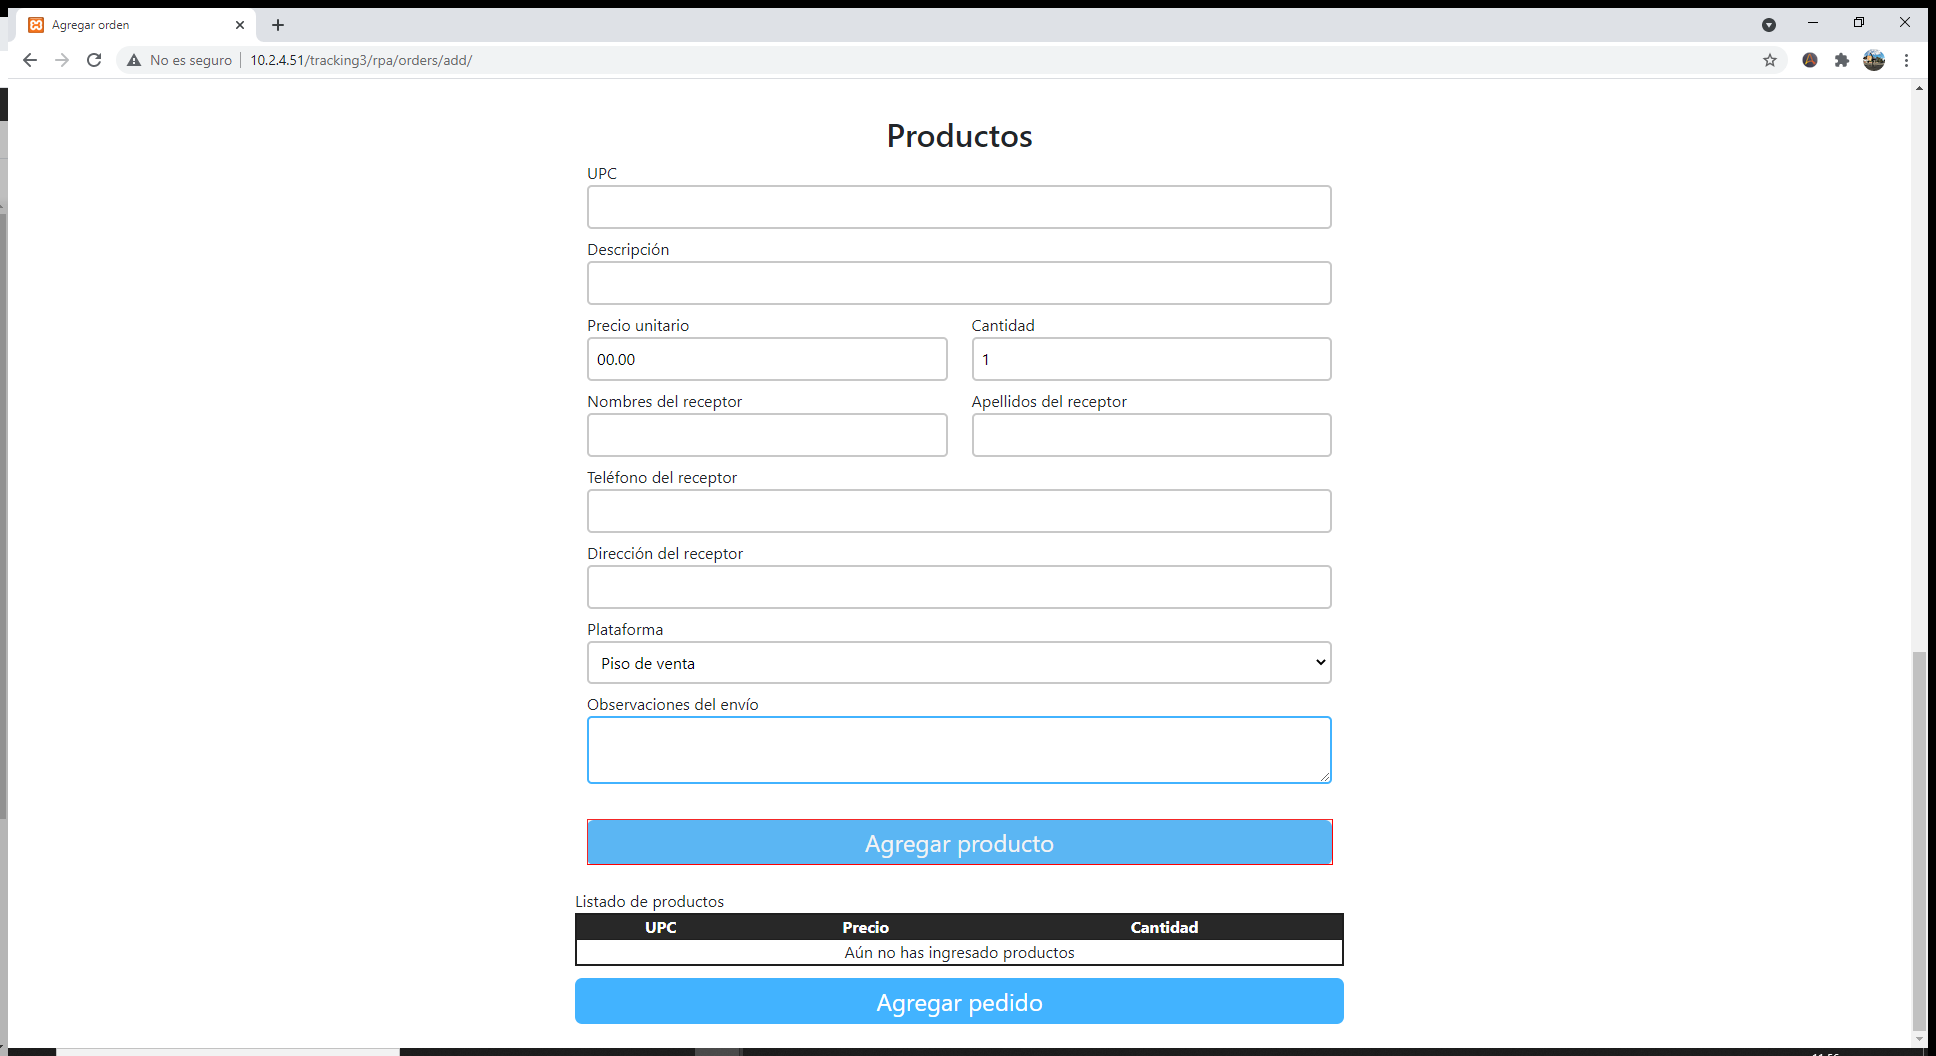 Agregar orden
No es seguro 10.2.4.51/tracking3/rpa/orders/add/
Productos
UPC
Descripción
Precio unitario Cantidad
00.00 1
Nombres del receptor Apellidos del receptor
Teléfono del receptor
Dirección del receptor
Plataforma
Piso de venta
Observaciones del envío
Agregar producto
Listado de productos
UPC Precio Cantidad
Aún no has ingresado productos
Agregar pedido